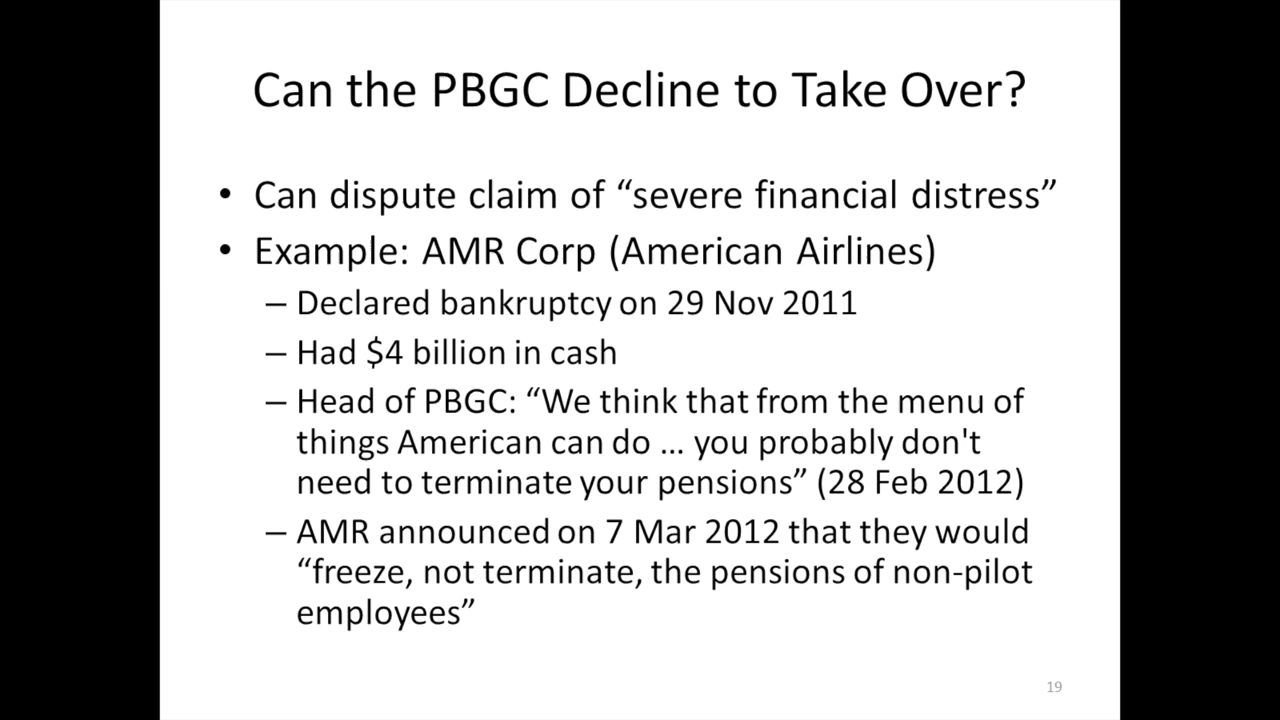 Can the PBGC Decline to Take Over?
• Can dispute claim of “severe financial distress”
• Example: AMR Corp (American Airlines)
– Declared bankruptcy on 29 Nov 2011
– Had $4 billion in cash
– Head of PBGC: “We think that from the menu of
things American can do … you probably don't
need to terminate your pensions” (28 Feb 2012)
– AMR announced on 7 Mar 2012 that they would
“freeze, not terminate, the pensions of non-pilot
employees”
19